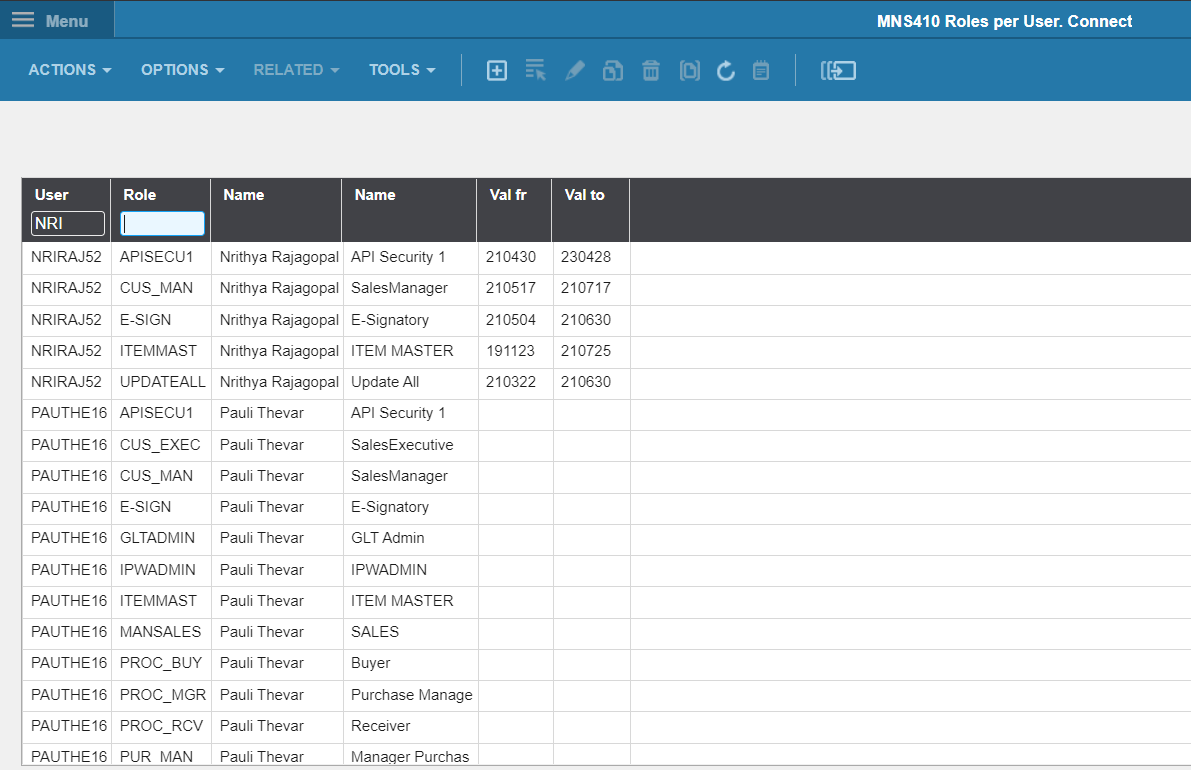 Menu MNS410 Roles per User. Connect
ACTIONS OPTIONS RELATED TOOLS
User Role Name Name Val fr Val to
NRI
NRIRAJ52 APISECU1 Nrithya Rajagopal API Security 1 210430 230428
NRIRAJ52 CUS_MAN Nrithya Rajagopal SalesManager 210517 210717
NRIRAJ52 E-SIGN Nrithya Rajagopal E-Signatory 210504 210630
NRIRAJ52 ITEMMAST Nrithya Rajagopal ITEM MASTER 191123 210725
NRIRAJ52 UPDATEALL Nrithya Rajagopal Update All 210322 210630
PAUTHE16 APISECU1 Pauli Thevar API Security 1
PAUTHE16 CUS_EXEC Pauli Thevar SalesExecutive
PAUTHE16 CUS_MAN Pauli Thevar SalesManager
PAUTHE16 E-SIGN Pauli Thevar E-Signatory
PAUTHE16 GLTADMIN Pauli Thevar GLT Admin
PAUTHE16 IPWADMIN Pauli Thevar IPWADMIN
PAUTHE16 ITEMMAST Pauli Thevar ITEM MASTER
PAUTHE16 MANSALES Pauli Thevar SALES
PAUTHE16 PROC_BUY Pauli Thevar Buyer
PAUTHE16 PROC_MGR Pauli Thevar Purchase Manage
PAUTHE16 PROC_RCV Pauli Thevar Receiver
PAUTHE16 PUR_MAN Pauli Thevar Manager Purchas